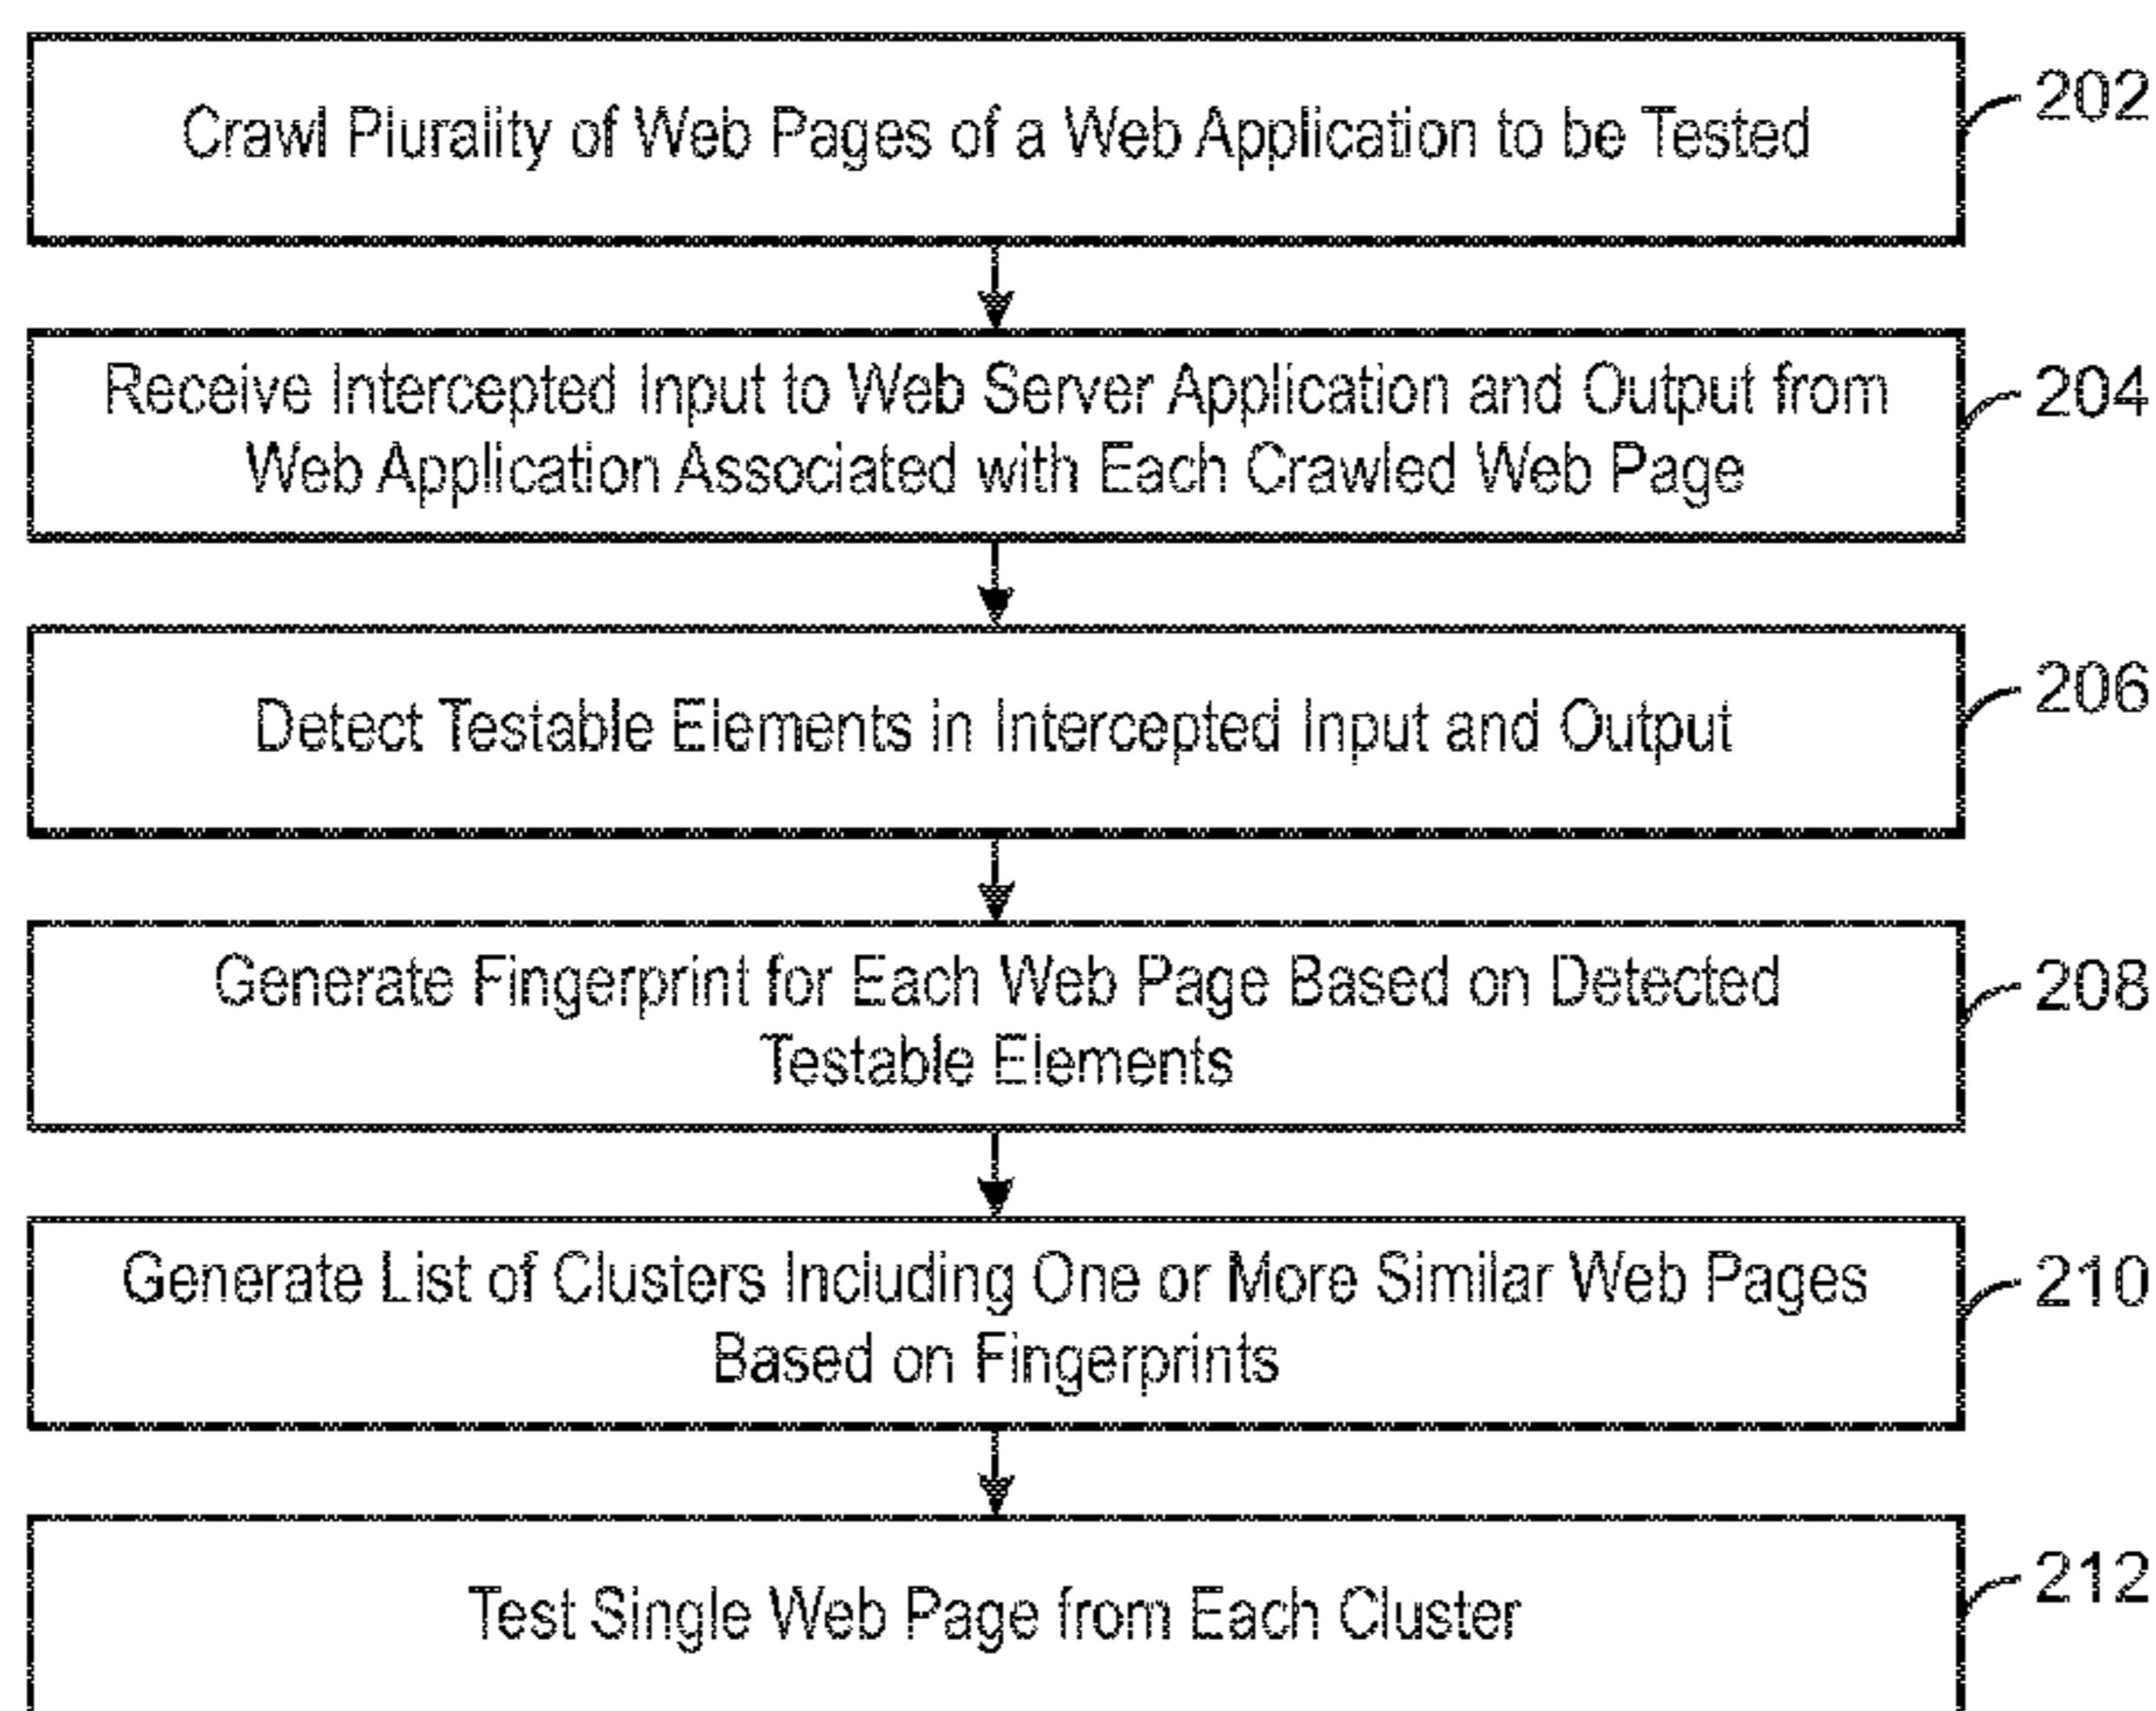 Crawl Plurality of Web Pages of a Web Application to be Tested
202
Receive Intercepted Input to Web Server Application and Output from
Web Application Associated with Each Crawled Web Page
204
Detect Testable Elements in Intercepted Input and Output
206
Generate Fingerprint for Each Web Page Based on Detected
Testable Elements
208
Generate List of Clusters Including One or More Similar Web Pages
Based on Fingerprints
210
Test Single Web Page from Each Cluster
212